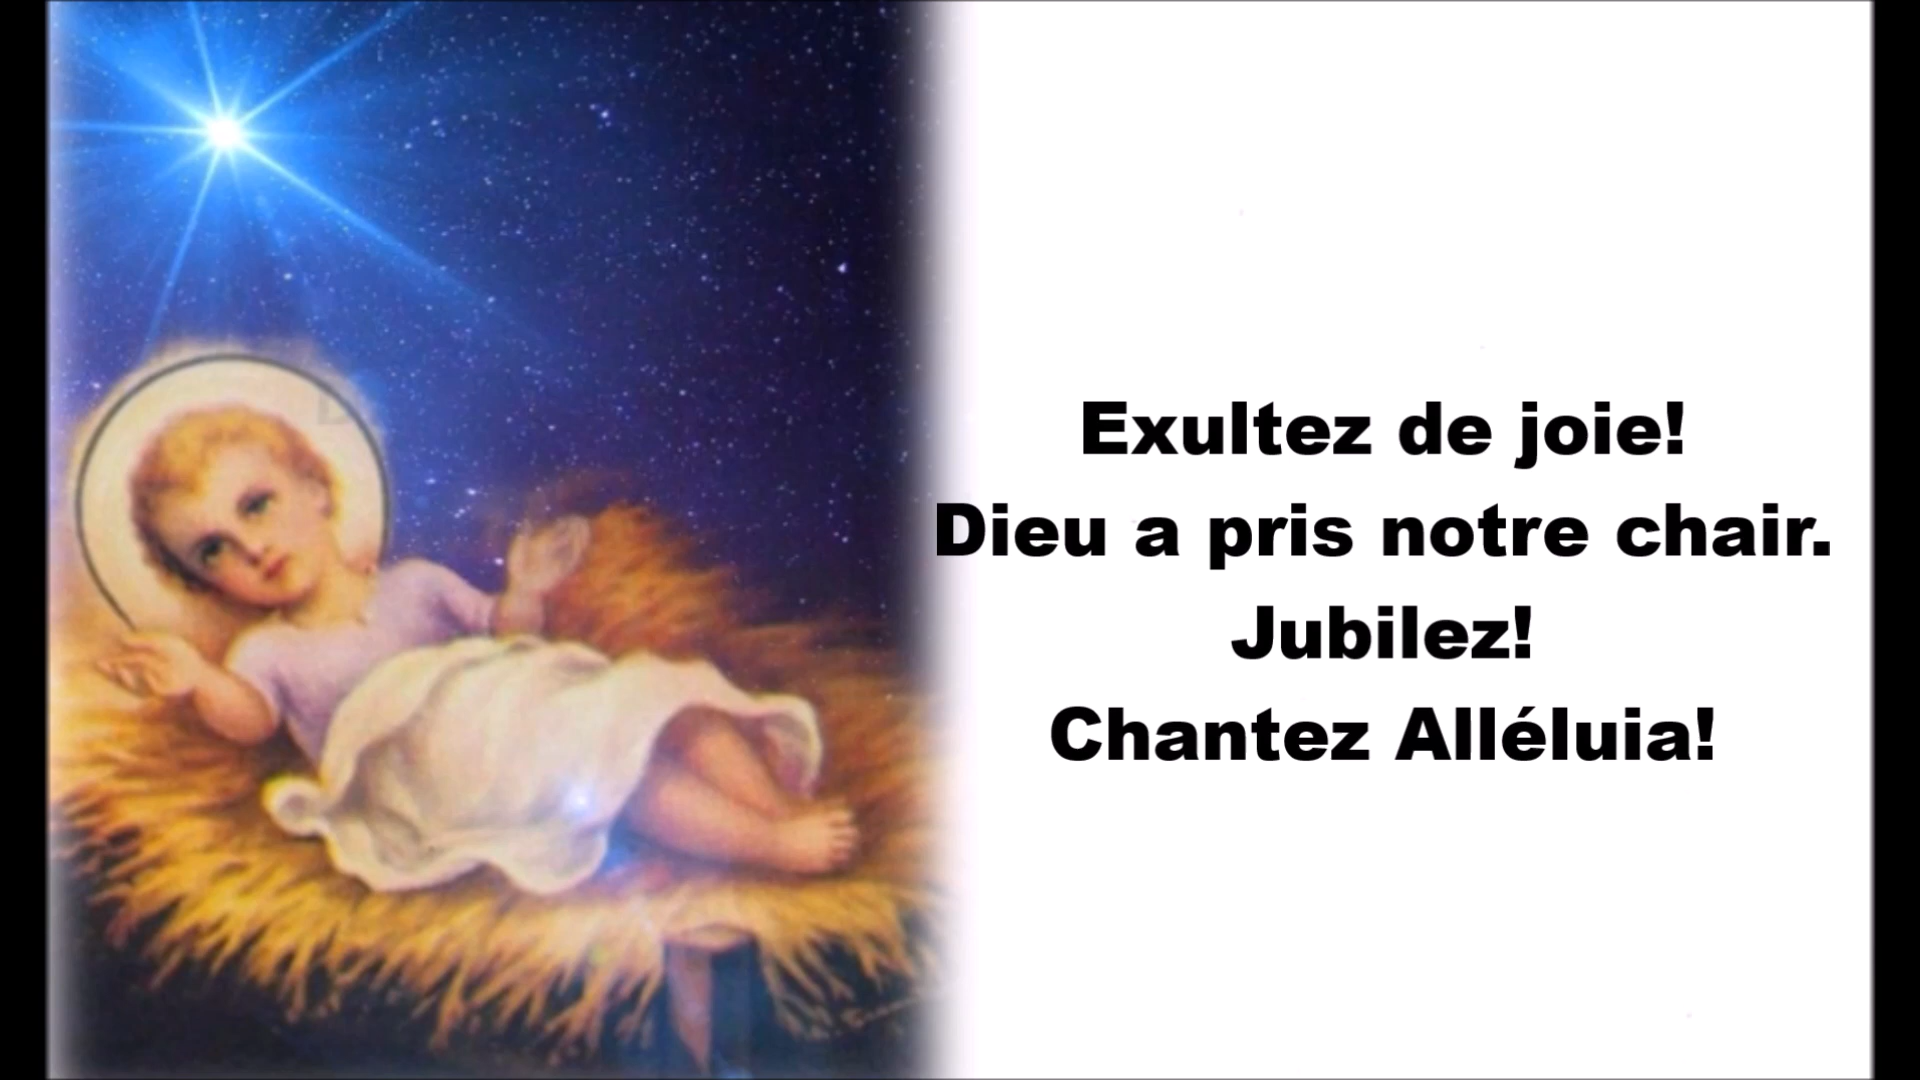 Exultez de joie!
Dieu a pris notre chair.
Jubilez!
Chantez Alléluia!